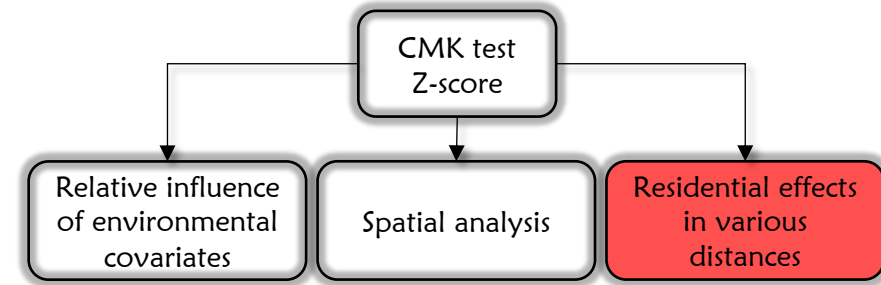 CMK test
Z-score
Relative influence
of environmental
covariates
Spatial analysis
Residential effects
in various
distances